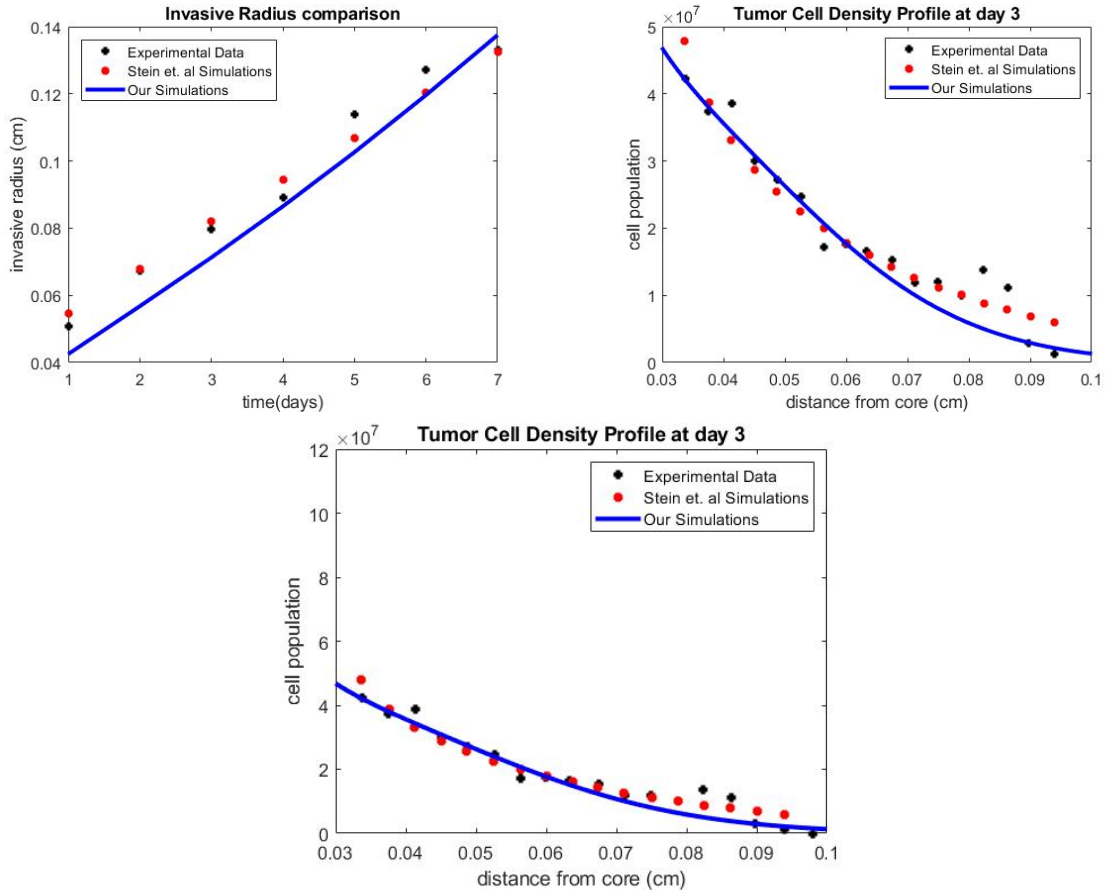 Invasive Radius comparison
0.14
0.12
0.1
0.08
0.06
0.04
invasive radius (cm)
Experimental Data
Stein et. al Simulations
Our Simulations
1 2 3 4 5 6 7
time(days)
Tumor Cell Density Profile at day 3
×10⁷
5
4
3
2
1
0
cell population
Experimental Data
Stein et. al Simulations
Our Simulations
0.03 0.04 0.05 0.06 0.07 0.08 0.09 0.1
distance from core (cm)
Tumor Cell Density Profile at day 3
×10⁷
12
10
8
6
4
2
0
cell population
Experimental Data
Stein et. al Simulations
Our Simulations
0.03 0.04 0.05 0.06 0.07 0.08 0.09 0.1
distance from core (cm)